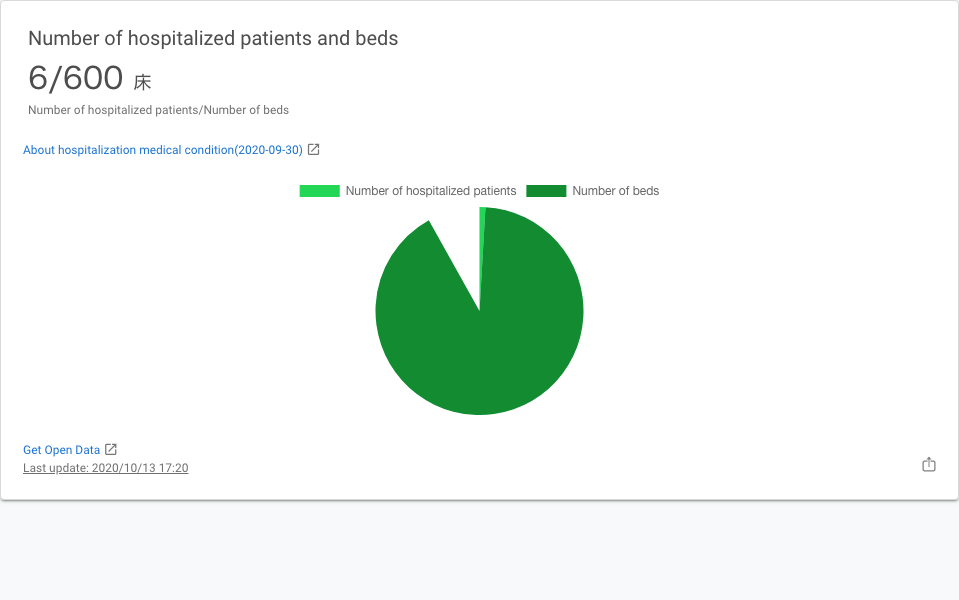 Number of hospitalized patients and beds
6/600 床
Number of hospitalized patients/Number of beds
About hospitalization medical condition(2020-09-30)
Number of hospitalized patients Number of beds
Get Open Data
Last update: 2020/10/13 17:20